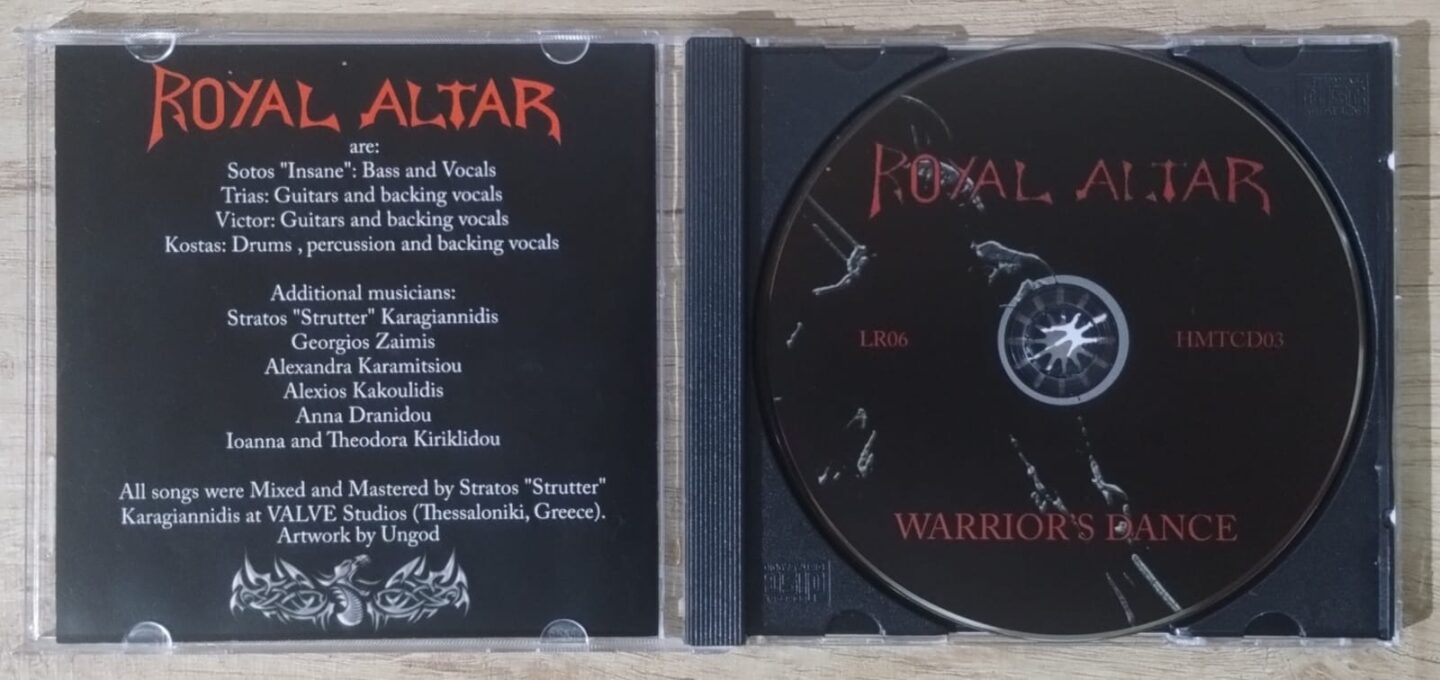 ROYAL ALTAR
are:
Sotos "Insane": Bass and Vocals
Trias: Guitars and backing vocals
Victor: Guitars and backing vocals
Kostas: Drums , percussion and backing vocals
Additional musicians:
Stratos "Strutter" Karagiannidis
Georgios Zaimis
Alexandra Karamitsiou
Alexios Kakoulidis
Anna Dranidou
Ioanna and Theodora Kiriklidou
All songs were Mixed and Mastered by Stratos "Strutter"
Karagiannidis at VALVE Studios (Thessaloniki, Greece).
Artwork by Ungod
ROYAL ALTAR
LR06
HMTCD03
WARRIOR'S DANCE